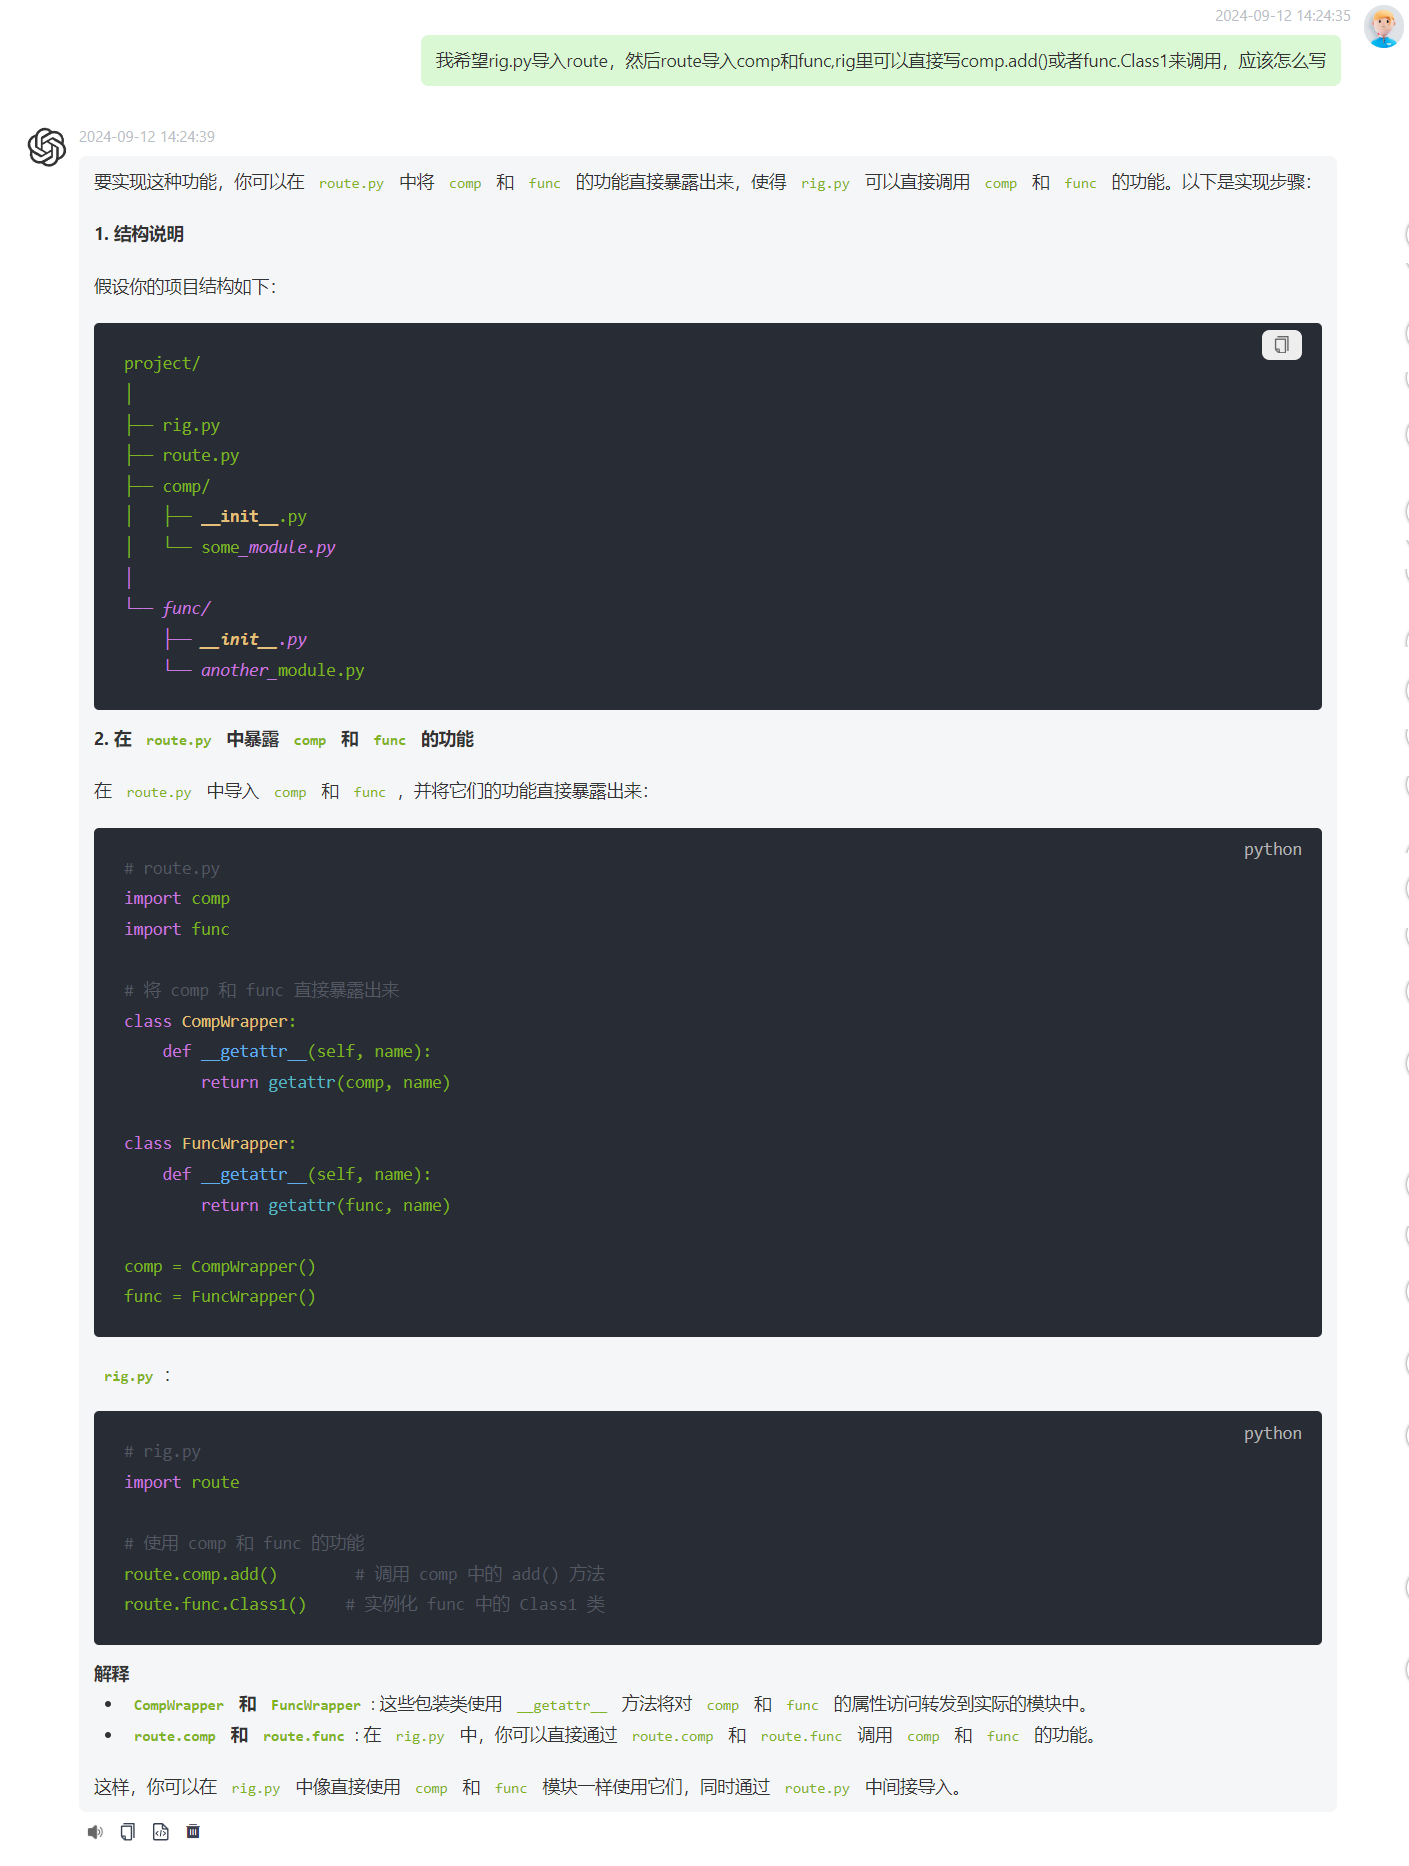 2024-09-12 14:24:35
我希望rig.py导入route，然后route导入comp和func,rig里可以直接写comp.add()或者func.Class1来调用，应该怎么写
2024-09-12 14:24:39
要实现这种功能，你可以在 route.py 中将 comp 和 func 的功能直接暴露出来，使得 rig.py 可以直接调用 comp 和 func 的功能。以下是实现步骤：
1. 结构说明
假设你的项目结构如下：
project/
│
├── rig.py
├── route.py
├── comp/
│   ├── __init__.py
│   └── some_module.py
│
└── func/
    ├── __init__.py
    └── another_module.py
2. 在 route.py 中暴露 comp 和 func 的功能
在 route.py 中导入 comp 和 func ，并将它们的功能直接暴露出来：
python
# route.py
import comp
import func
# 将 comp 和 func 直接暴露出来
class CompWrapper:
    def __getattr__(self, name):
        return getattr(comp, name)
class FuncWrapper:
    def __getattr__(self, name):
        return getattr(func, name)
comp = CompWrapper()
func = FuncWrapper()
rig.py ：
python
# rig.py
import route
# 使用 comp 和 func 的功能
route.comp.add()        # 调用 comp 中的 add() 方法
route.func.Class1()    # 实例化 func 中的 Class1 类
解释
• CompWrapper 和 FuncWrapper : 这些包装类使用 __getattr__ 方法将对 comp 和 func 的属性访问转发到实际的模块中。
• route.comp 和 route.func : 在 rig.py 中，你可以直接通过 route.comp 和 route.func 调用 comp 和 func 的功能。
这样，你可以在 rig.py 中像直接使用 comp 和 func 模块一样使用它们，同时通过 route.py 中间接导入。